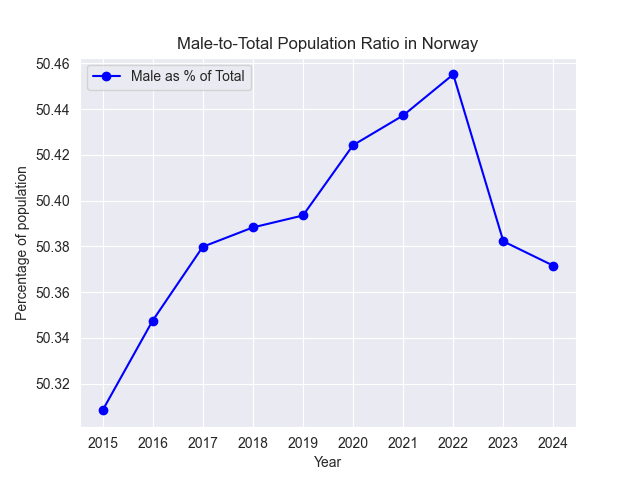 Male-to-Total Population Ratio in Norway
Male as % of Total
50.46
50.44
50.42
50.40
50.38
50.36
50.34
50.32
Percentage of population
2015 2016 2017 2018 2019 2020 2021 2022 2023 2024
Year